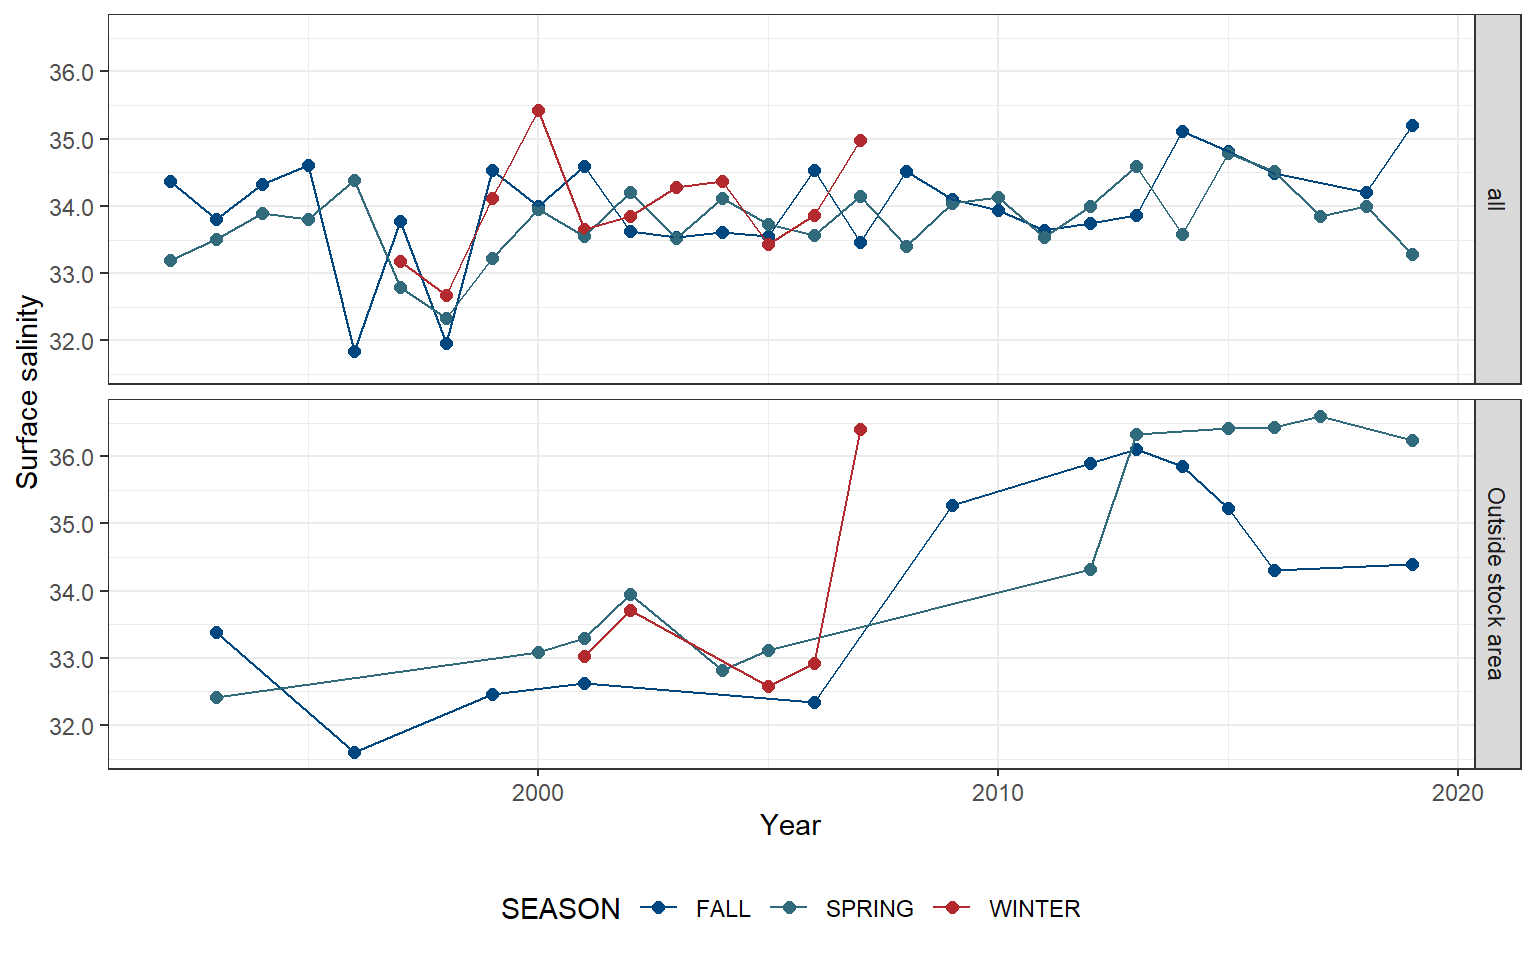 Surface salinity
36.0
35.0
34.0
33.0
32.0
all
36.0
35.0
34.0
33.0
32.0
Outside stock area
2000 2010 2020
Year
SEASON FALL SPRING WINTER